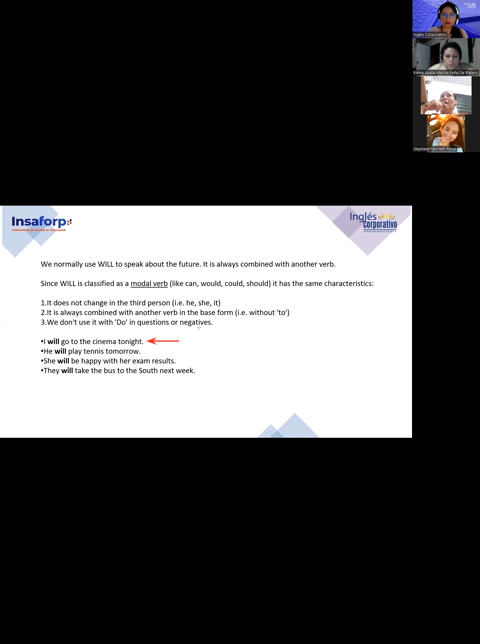 Inglés Corporativo
Insaforp
Inglés
Corporativo
We normally use WILL to speak about the future. It is always combined with another verb.
Since WILL is classified as a modal verb (like can, would, could, should) it has the same characteristics:
1.It does not change in the third person (i.e. he, she, it)
2.It is always combined with another verb in the base form (i.e. without 'to')
3.We don't use it with 'Do' in questions or negatives.
•I will go to the cinema tonight.
•He will play tennis tomorrow.
•She will be happy with her exam results.
•They will take the bus to the South next week.